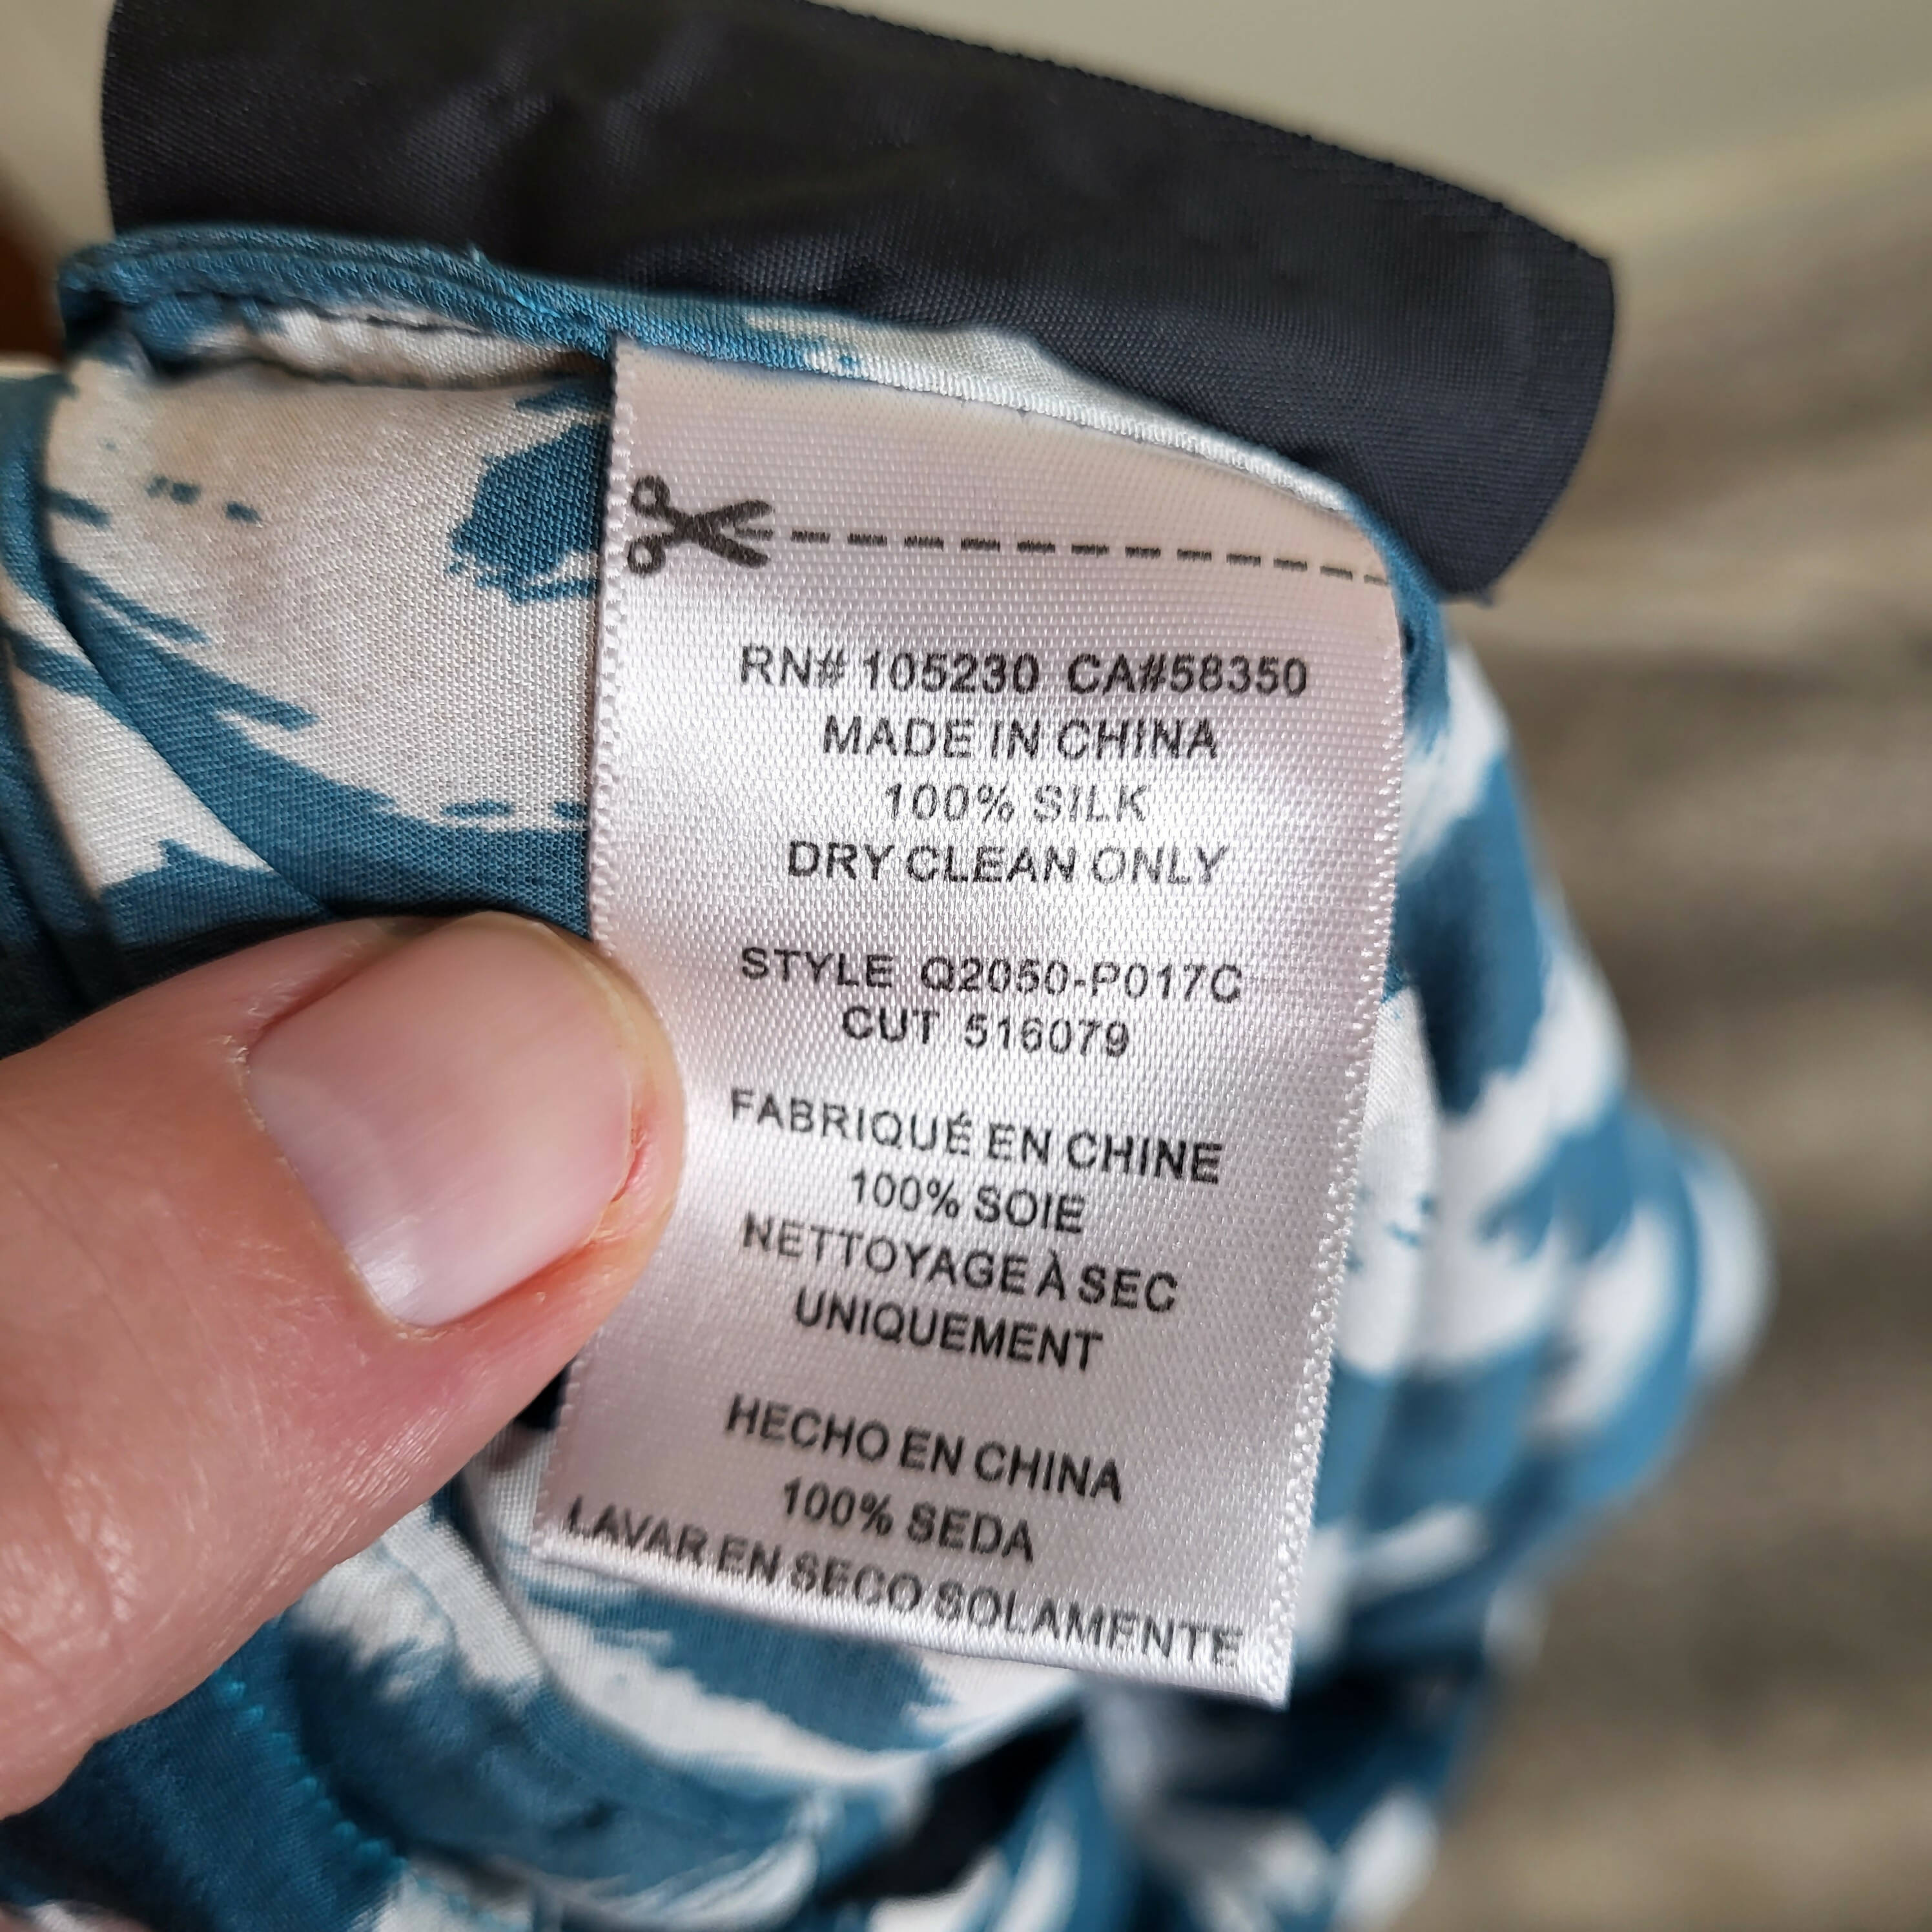 RN# 105230 CA#58350
MADE IN CHINA
100% SILK
DRY CLEAN ONLY
STYLE Q2050-P017C
CUT 516079
FABRIQUÉ EN CHINE
100% SOIE
NETTOYAGE À SEC
UNIQUEMENT
HECHO EN CHINA
100% SEDA
LAVAR EN SECO SOLAMENTE